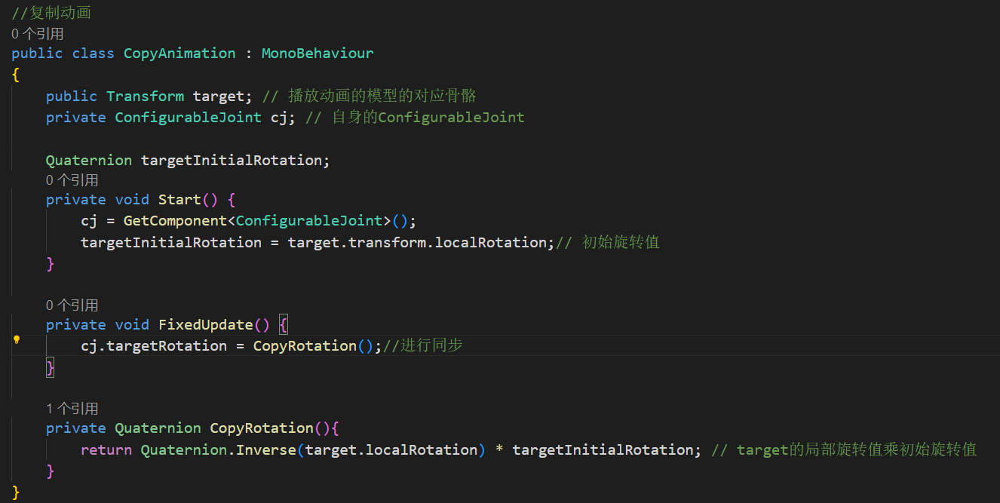 //复制动画
0 个引用
public class CopyAnimation : MonoBehaviour
{
public Transform target; // 播放动画的模型的对应骨骼
private ConfigurableJoint cj; // 自身的ConfigurableJoint
Quaternion targetInitialRotation;
0 个引用
private void Start() {
cj = GetComponent<ConfigurableJoint>();
targetInitialRotation = target.transform.localRotation;// 初始旋转值
}
0 个引用
private void FixedUpdate() {
cj.targetRotation = CopyRotation();//进行同步
}
1 个引用
private Quaternion CopyRotation(){
return Quaternion.Inverse(target.localRotation) * targetInitialRotation; // target的局部旋转值乘初始旋转值
}
}